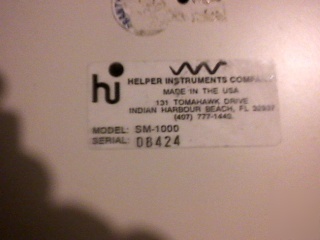 hi HELPER INSTRUMENTS COMPANY
MADE IN THE USA
131 TOMAHAWK DRIVE
INDIAN HARBOUR BEACH, FL 32937
(407) 777-1440
MODEL: SM-1000
SERIAL: 08424